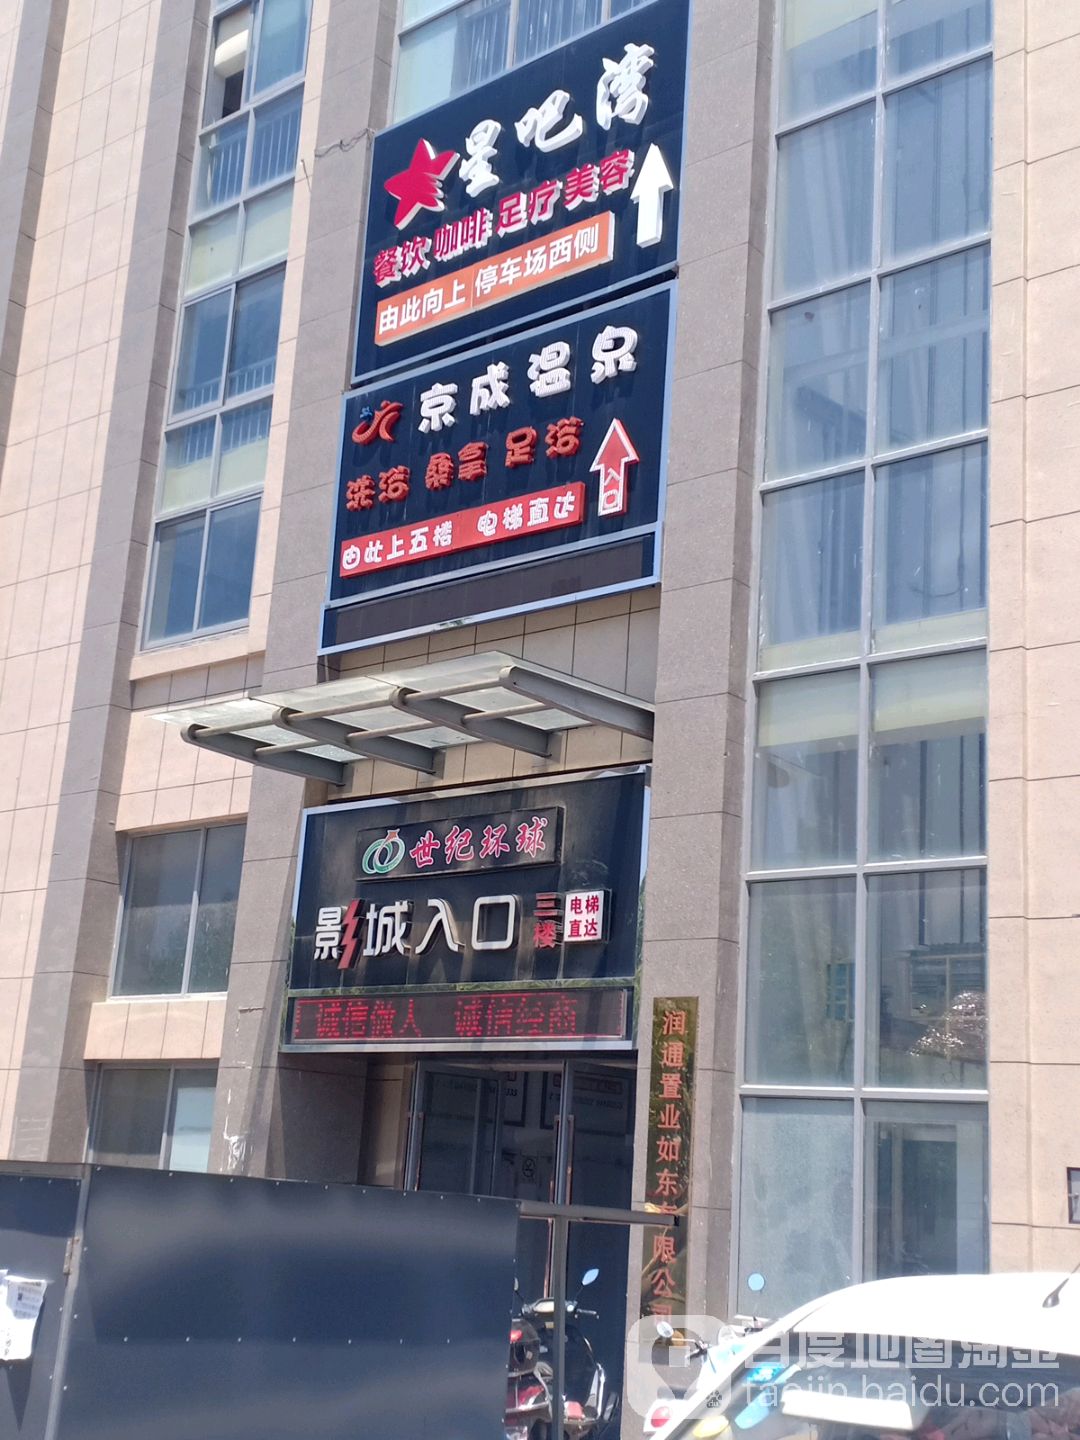 星吧湾
餐饮 咖啡 足疗 美容
由此向上 停车场西侧
京成温泉
洗浴 桑拿 足浴
入口
由此上五楼 电梯直达
世纪环球
影城入口 三楼 电梯直达
诚信做人 诚信经商
润通置业如东有限公司
百度地图淘金
taojin.baidu.com